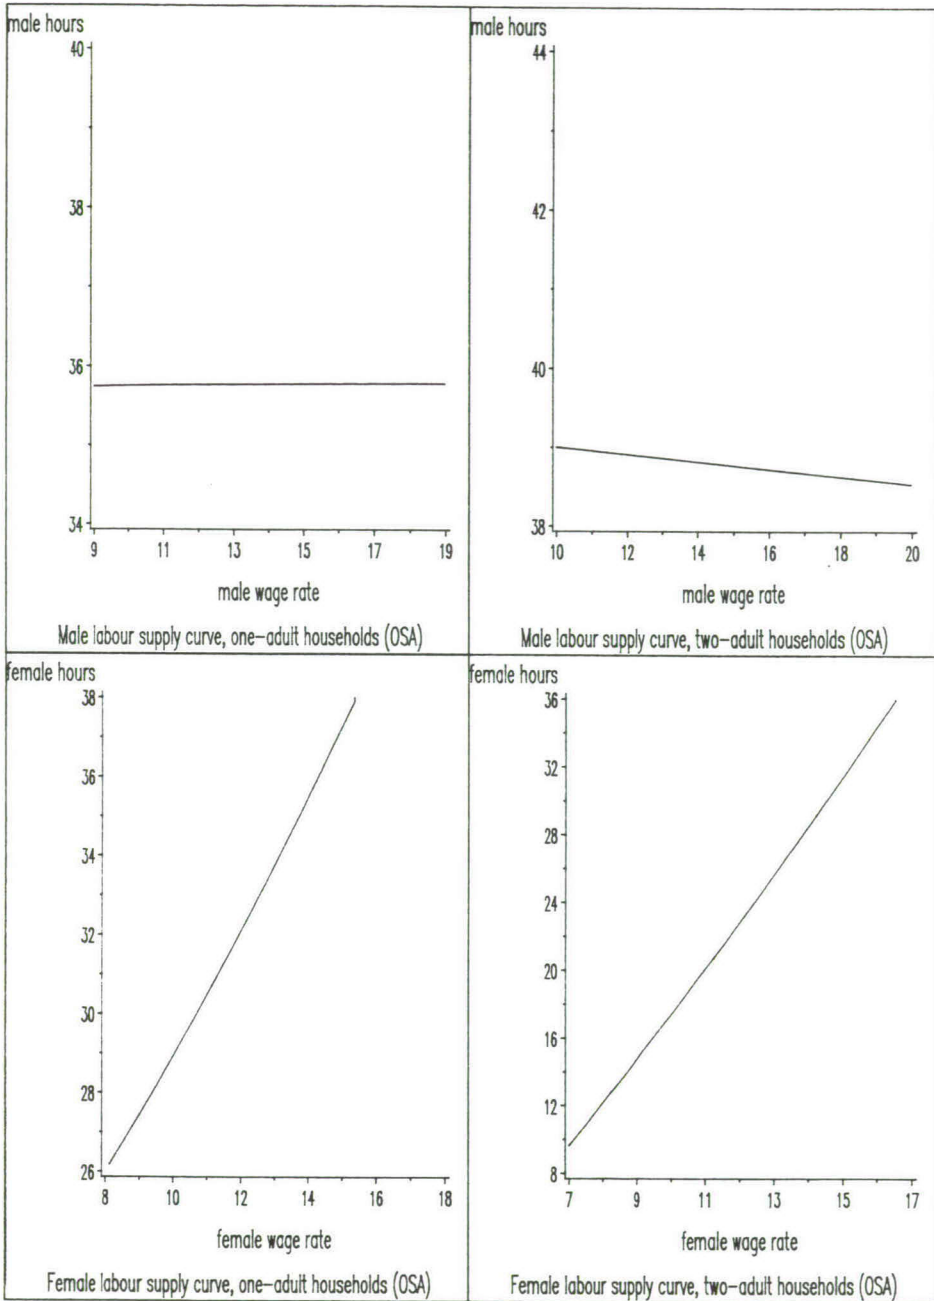 male hours
40
38
36
34
9 11 13 15 17 19
male wage rate
Male labour supply curve, one-adult households (OSA)
male hours
44
42
40
38
10 12 14 16 18 20
male wage rate
Male labour supply curve, two-adult households (OSA)
female hours
38
36
34
32
30
28
26
8 10 12 14 16 18
female wage rate
Female labour supply curve, one-adult households (OSA)
female hours
36
32
28
24
20
16
12
8
7 9 11 13 15 17
female wage rate
Female labour supply curve, two-adult households (OSA)